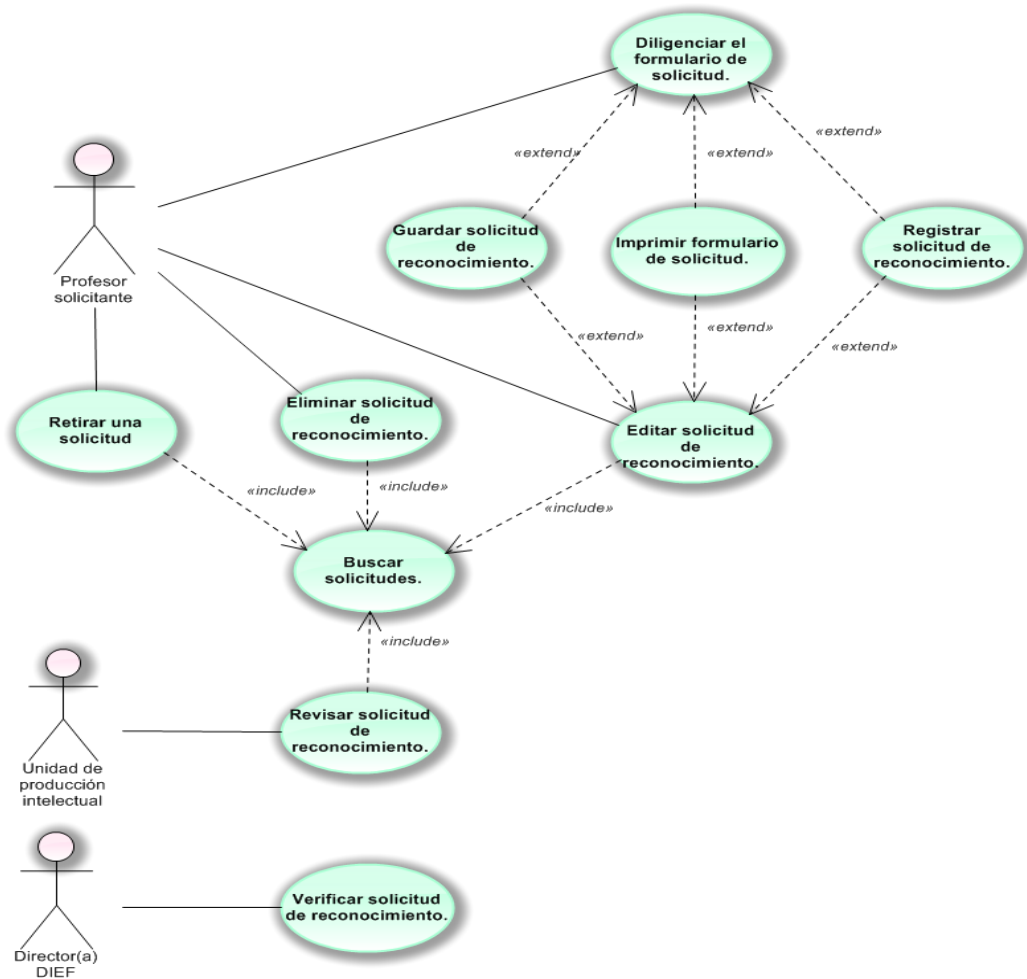 Diligenciar el
formulario de
solicitud.
«extend»
«extend»
«extend»
Guardar solicitud
de
reconocimiento.
Imprimir formulario
de solicitud.
Registrar
solicitud de
reconocimiento.
Profesor
solicitante
«extend»
«extend»
«extend»
Retirar una
solicitud
Eliminar solicitud
de
reconocimiento.
Editar solicitud
de
reconocimiento.
«include»
«include»
«include»
Buscar
solicitudes.
«include»
Unidad de
producción
intelectual
Revisar solicitud
de
reconocimiento.
Director(a)
DIEF
Verificar solicitud
de reconocimiento.